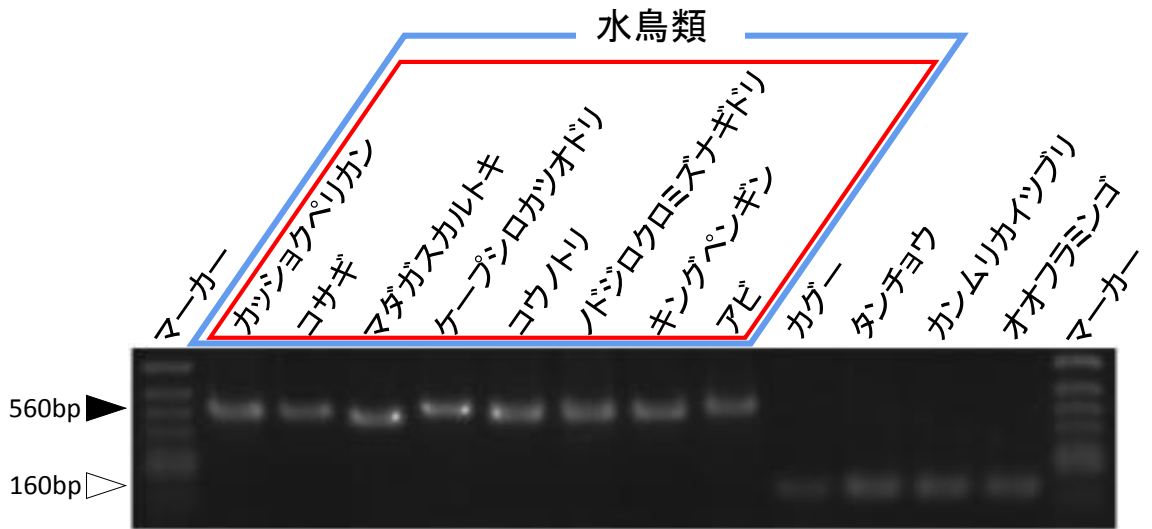 水鳥類
マーカー
カッショクペリカン
コサギ
マダガスカルトキ
ケープシロカツオドリ
コウノトリ
ノドジロクロミズナギドリ
キングペンギン
アビ
カグー
タンチョウ
カンムリカイツブリ
オオフラミンゴ
マーカー
560bp
160bp